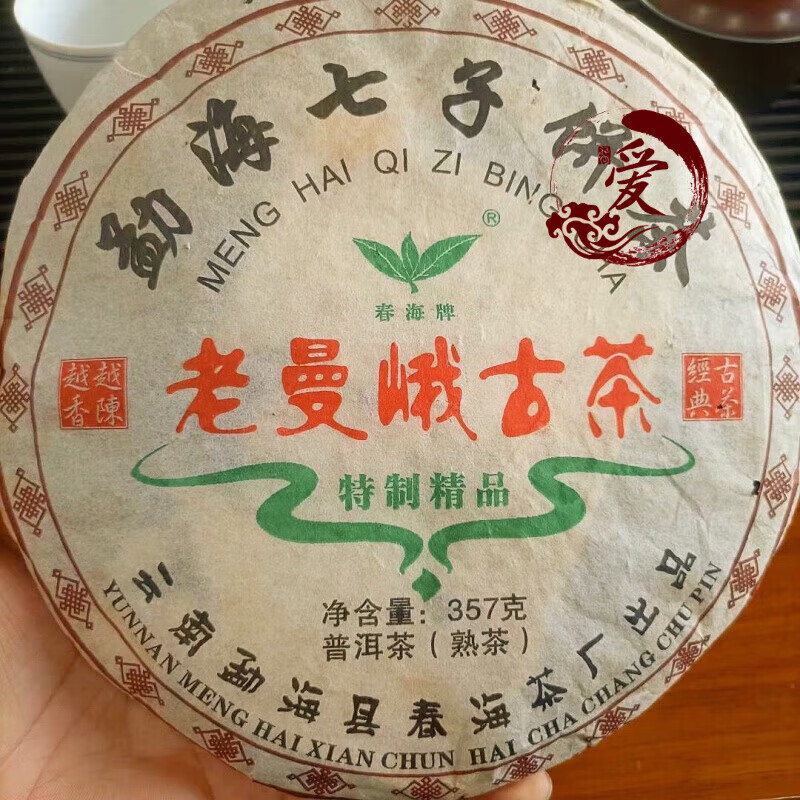 勐海七子饼茶
MENG HAI QI ZI BING CHA
®
春海牌
越陳越香
老曼峨古茶
古茶經典
特制精品
净含量：357克
普洱茶（熟茶）
云南勐海县春海茶厂出品
YUNNAN MENG HAI XIAN CHUN HAI CHA CHANG CHU PIN
爱